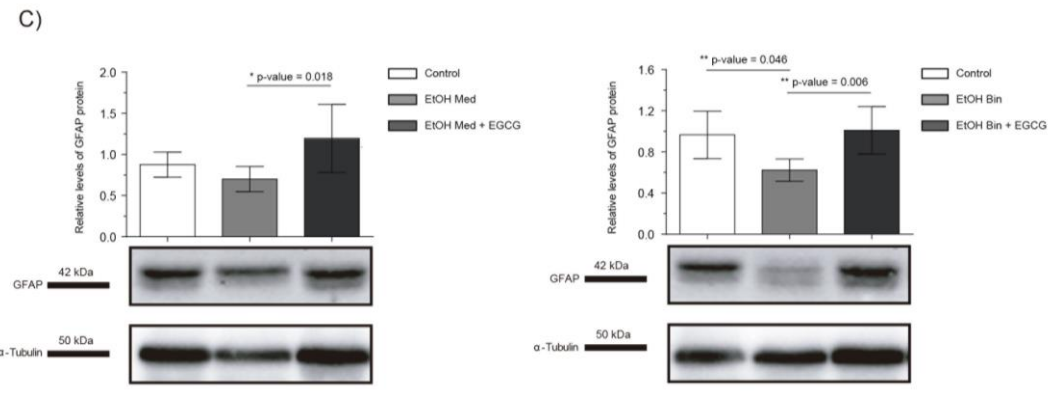 C)
* p-value = 0.018
Relative levels of GFAP protein
2.0
1.5
1.0
0.5
0.0
Control
EtOH Med
EtOH Med + EGCG
42 kDa
GFAP
50 kDa
α-Tubulin
** p-value = 0.046
** p-value = 0.006
Relative levels of GFAP protein
1.6
1.2
0.8
0.4
0.0
Control
EtOH Bin
EtOH Bin + EGCG
42 kDa
GFAP
50 kDa
α-Tubulin